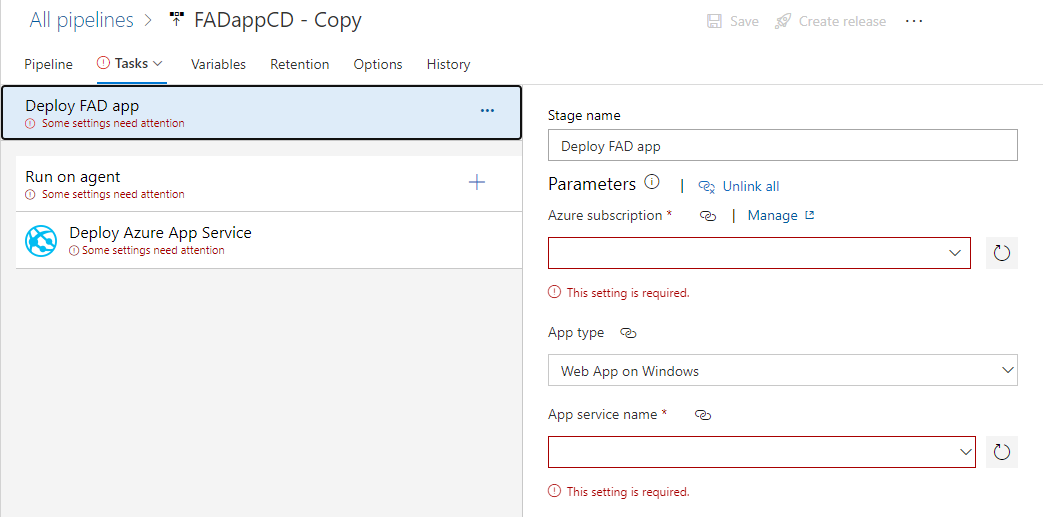 All pipelines > FADappCD - Copy
Save Create release ...
Pipeline Tasks Variables Retention Options History
Deploy FAD app
Some settings need attention
Run on agent
Some settings need attention
Deploy Azure App Service
Some settings need attention
Stage name
Deploy FAD app
Parameters | Unlink all
Azure subscription * | Manage
This setting is required.
App type
Web App on Windows
App service name *
This setting is required.